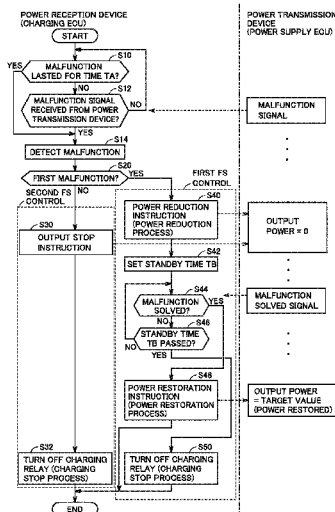 POWER RECEPTION DEVICE
(CHARGING ECU)
POWER TRANSMISSION
DEVICE
(POWER SUPPLY ECU)
START
S10
MALFUNCTION
LASTED FOR TIME TA?
YES
NO
S12
MALFUNCTION SIGNAL
RECEIVED FROM POWER
TRANSMISSION DEVICE?
NO
YES
MALFUNCTION
SIGNAL
S14
DETECT MALFUNCTION
S20
FIRST MALFUNCTION?
YES
NO
SECOND FS
CONTROL
FIRST FS
CONTROL
S30
OUTPUT STOP
INSTRUCTION
S40
POWER REDUCTION
INSTRUCTION
(POWER REDUCTION
PROCESS)
OUTPUT
POWER = 0
S42
SET STANDBY TIME TB
S44
MALFUNCTION
SOLVED?
YES
NO
MALFUNCTION
SOLVED SIGNAL
S46
STANDBY TIME
TB PASSED?
NO
YES
S48
POWER RESTORATION
INSTRUCTION
(POWER RESTORATION
PROCESS)
OUTPUT POWER
= TARGET VALUE
(POWER RESTORED)
S32
TURN OFF CHARGING
RELAY (CHARGING
STOP PROCESS)
S50
TURN OFF CHARGING
RELAY (CHARGING
STOP PROCESS)
END